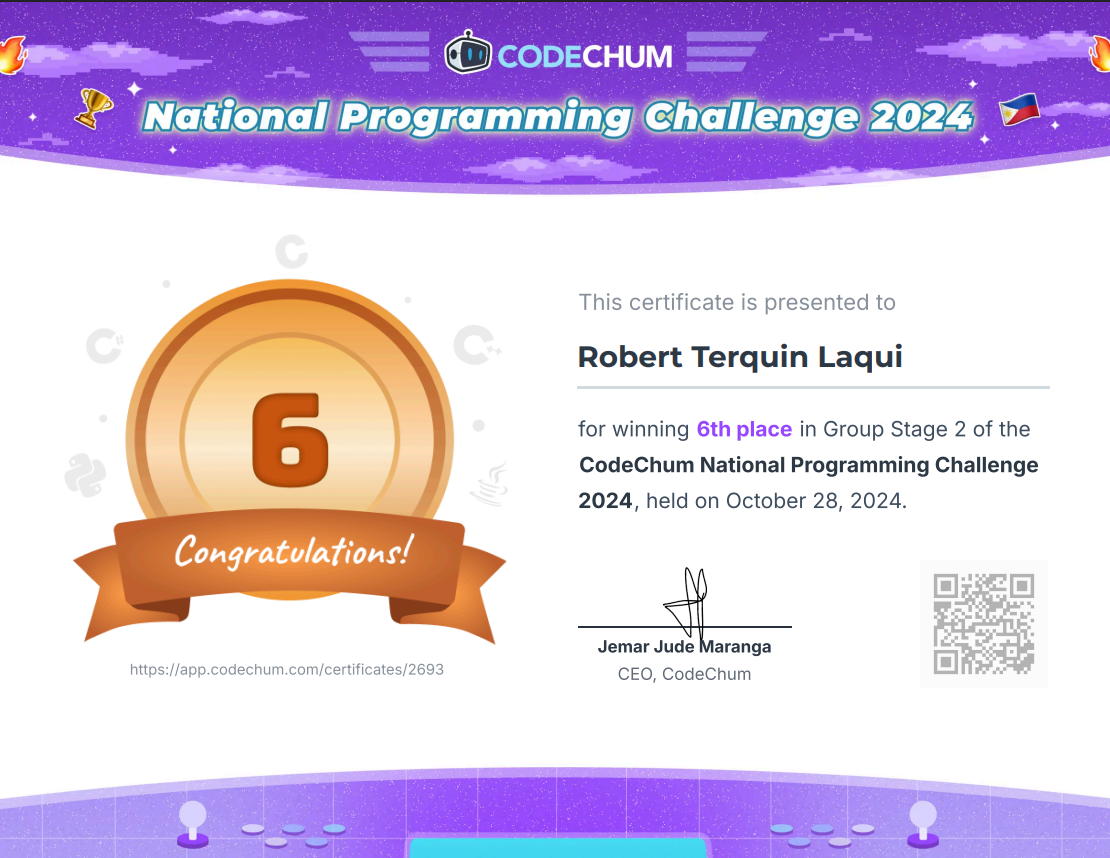 CODECHUM
National Programming Challenge 2024
6
Congratulations!
https://app.codechum.com/certificates/2693
This certificate is presented to
Robert Terquin Laqui
for winning 6th place in Group Stage 2 of the
CodeChum National Programming Challenge
2024, held on October 28, 2024.
Jemar Jude Maranga
CEO, CodeChum